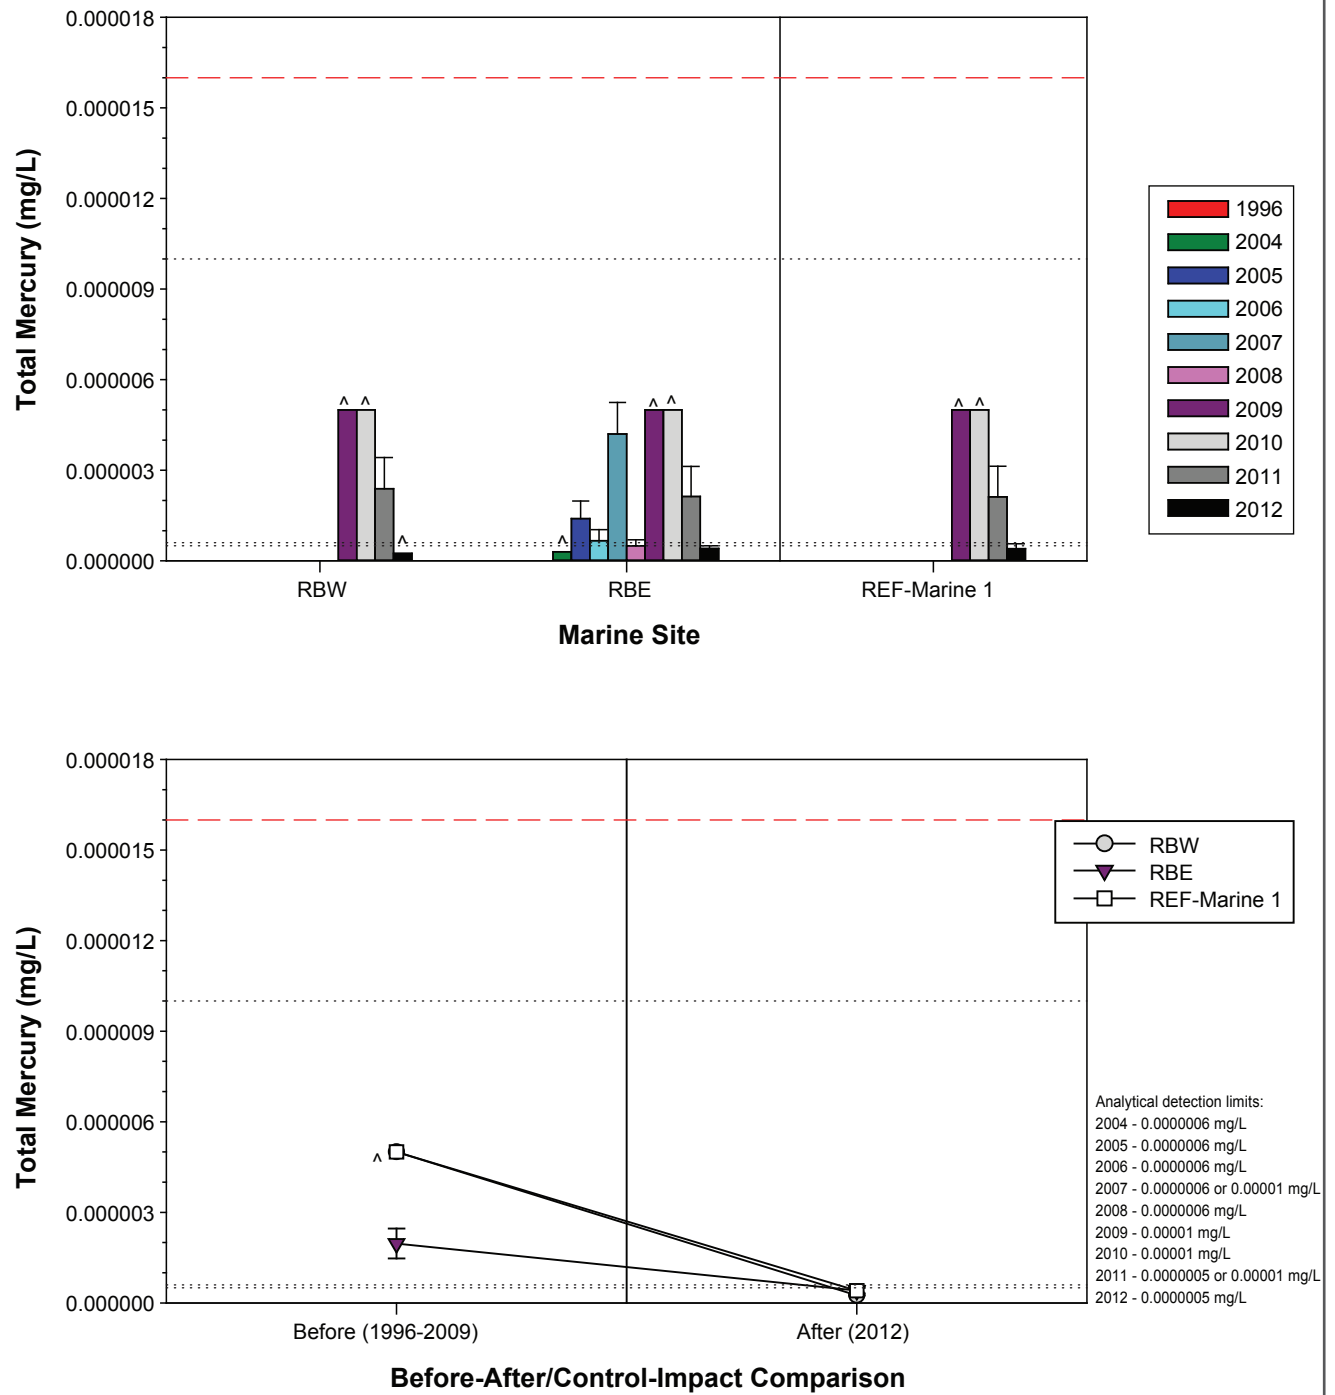 0.000018
0.000015
0.000012
0.000009
0.000006
0.000003
0.000000
Total Mercury (mg/L)
^ ^ ^
^ ^ ^
^ ^
RBW RBE REF-Marine 1
Marine Site
1996
2004
2005
2006
2007
2008
2009
2010
2011
2012
0.000018
0.000015
0.000012
0.000009
0.000006
0.000003
0.000000
Total Mercury (mg/L)
^
RBW
RBE
REF-Marine 1
Analytical detection limits:
2004 - 0.0000006 mg/L
2005 - 0.0000006 mg/L
2006 - 0.0000006 mg/L
2007 - 0.0000006 or 0.00001 mg/L
2008 - 0.0000006 mg/L
2009 - 0.00001 mg/L
2010 - 0.00001 mg/L
2011 - 0.0000005 or 0.00001 mg/L
2012 - 0.0000005 mg/L
Before (1996-2009) After (2012)
Before-After/Control-Impact Comparison